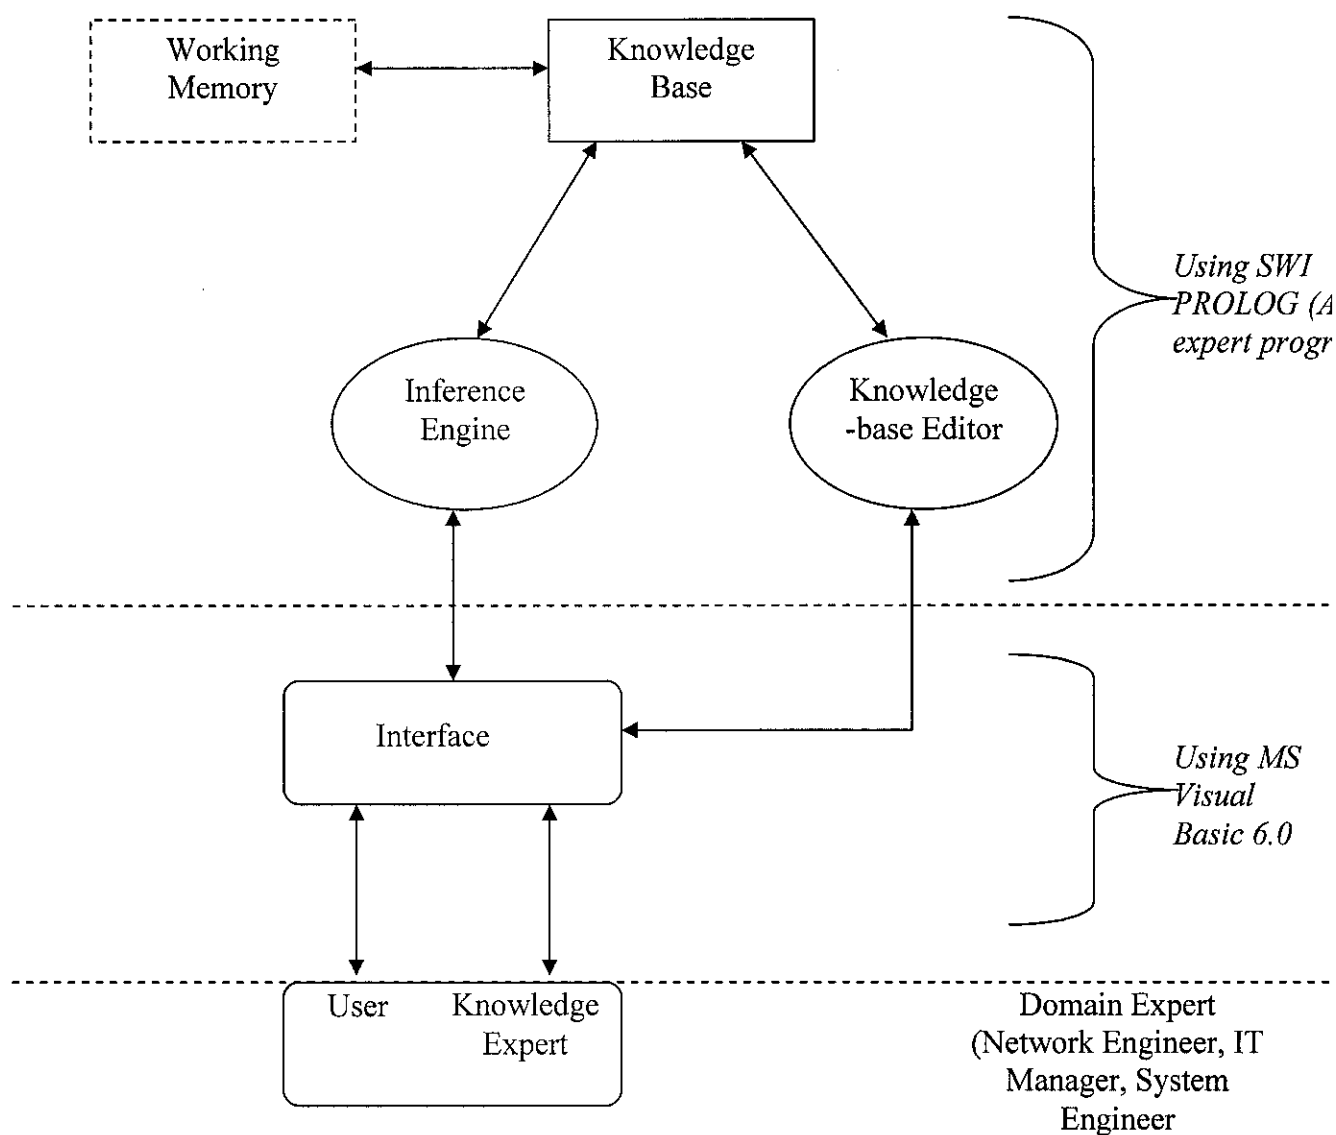 Working
Memory
Knowledge
Base
Using SWI
PROLOG (A
expert progr
Inference
Engine
Knowledge
-base Editor
Interface
Using MS
Visual
Basic 6.0
User
Knowledge
Expert
Domain Expert
(Network Engineer, IT
Manager, System
Engineer